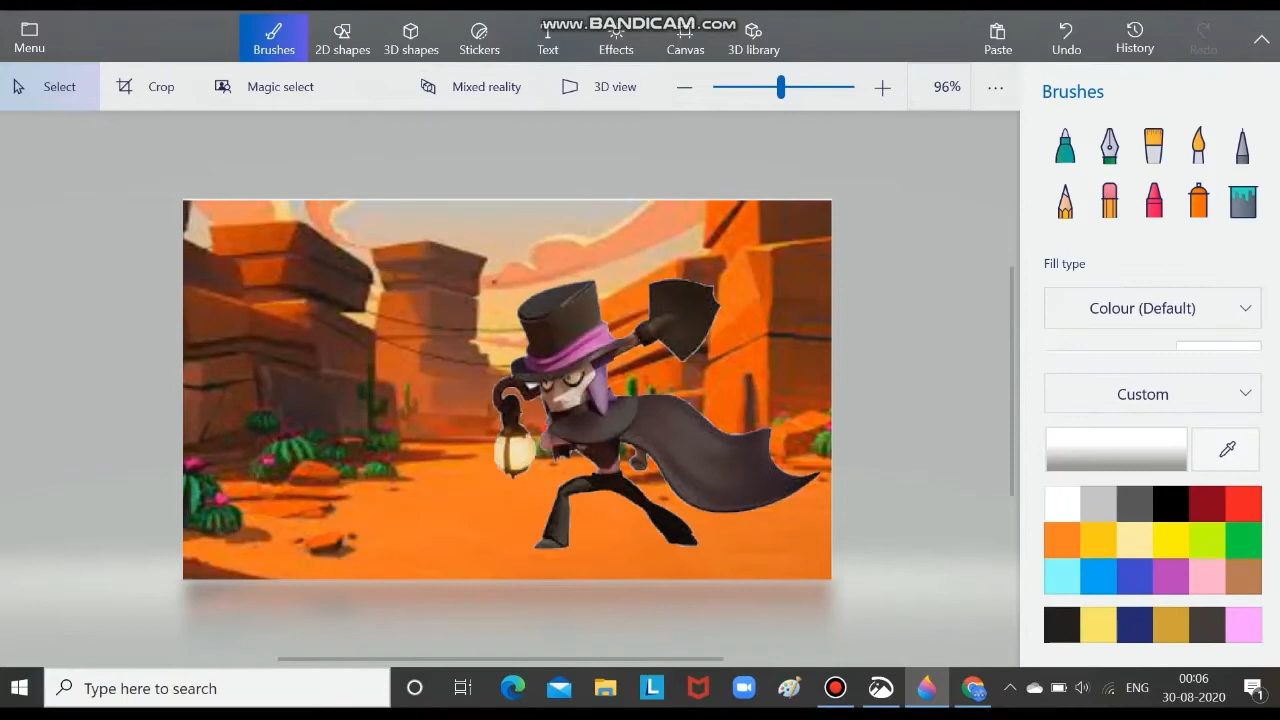 www.BANDICAM.com
Menu
Brushes
2D shapes
3D shapes
Stickers
Text
Effects
Canvas
3D library
Paste
Undo
History
Redo
Select
Crop
Magic select
Mixed reality
3D view
96%
Brushes
Fill type
Colour (Default)
Custom
Type here to search
L
ENG
00:06
30-08-2020
1